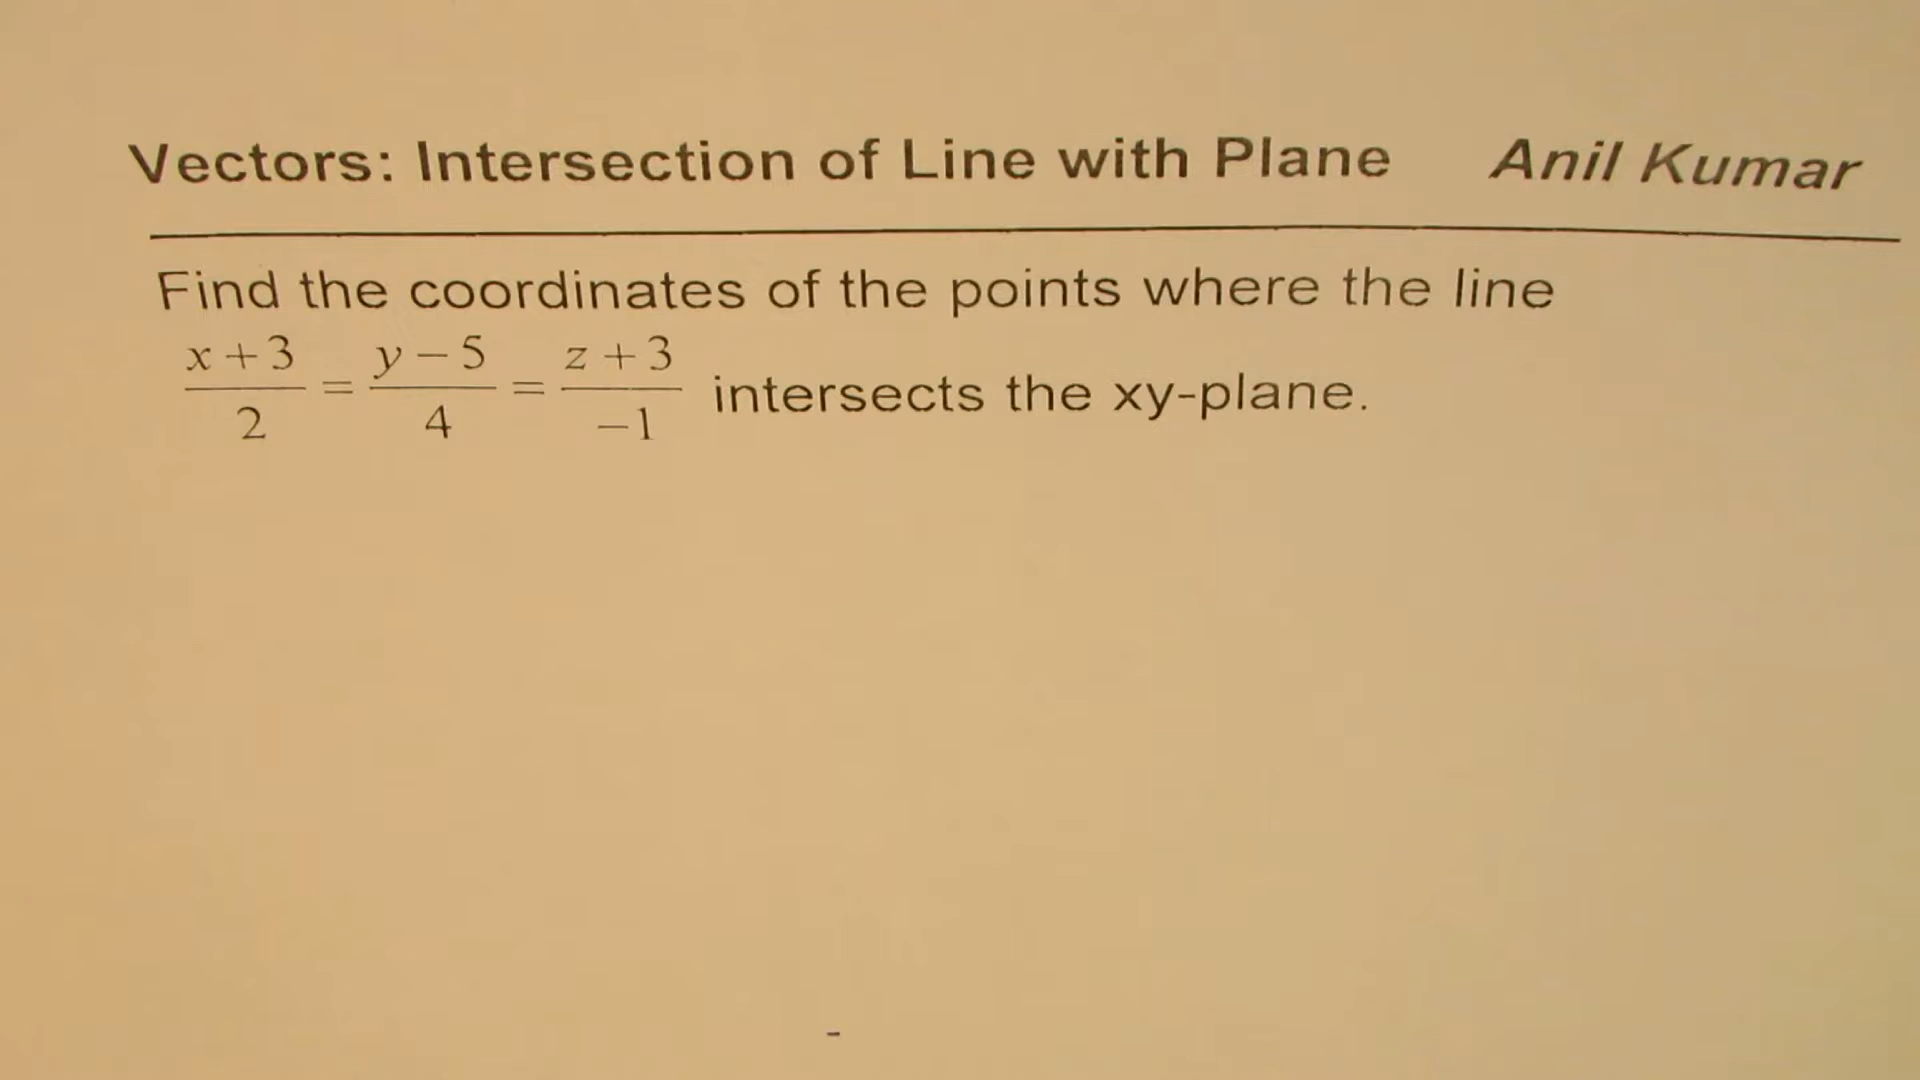 Vectors: Intersection of Line with Plane Anil Kumar
Find the coordinates of the points where the line
(x + 3)/2 = (y − 5)/4 = (z + 3)/−1 intersects the xy-plane.